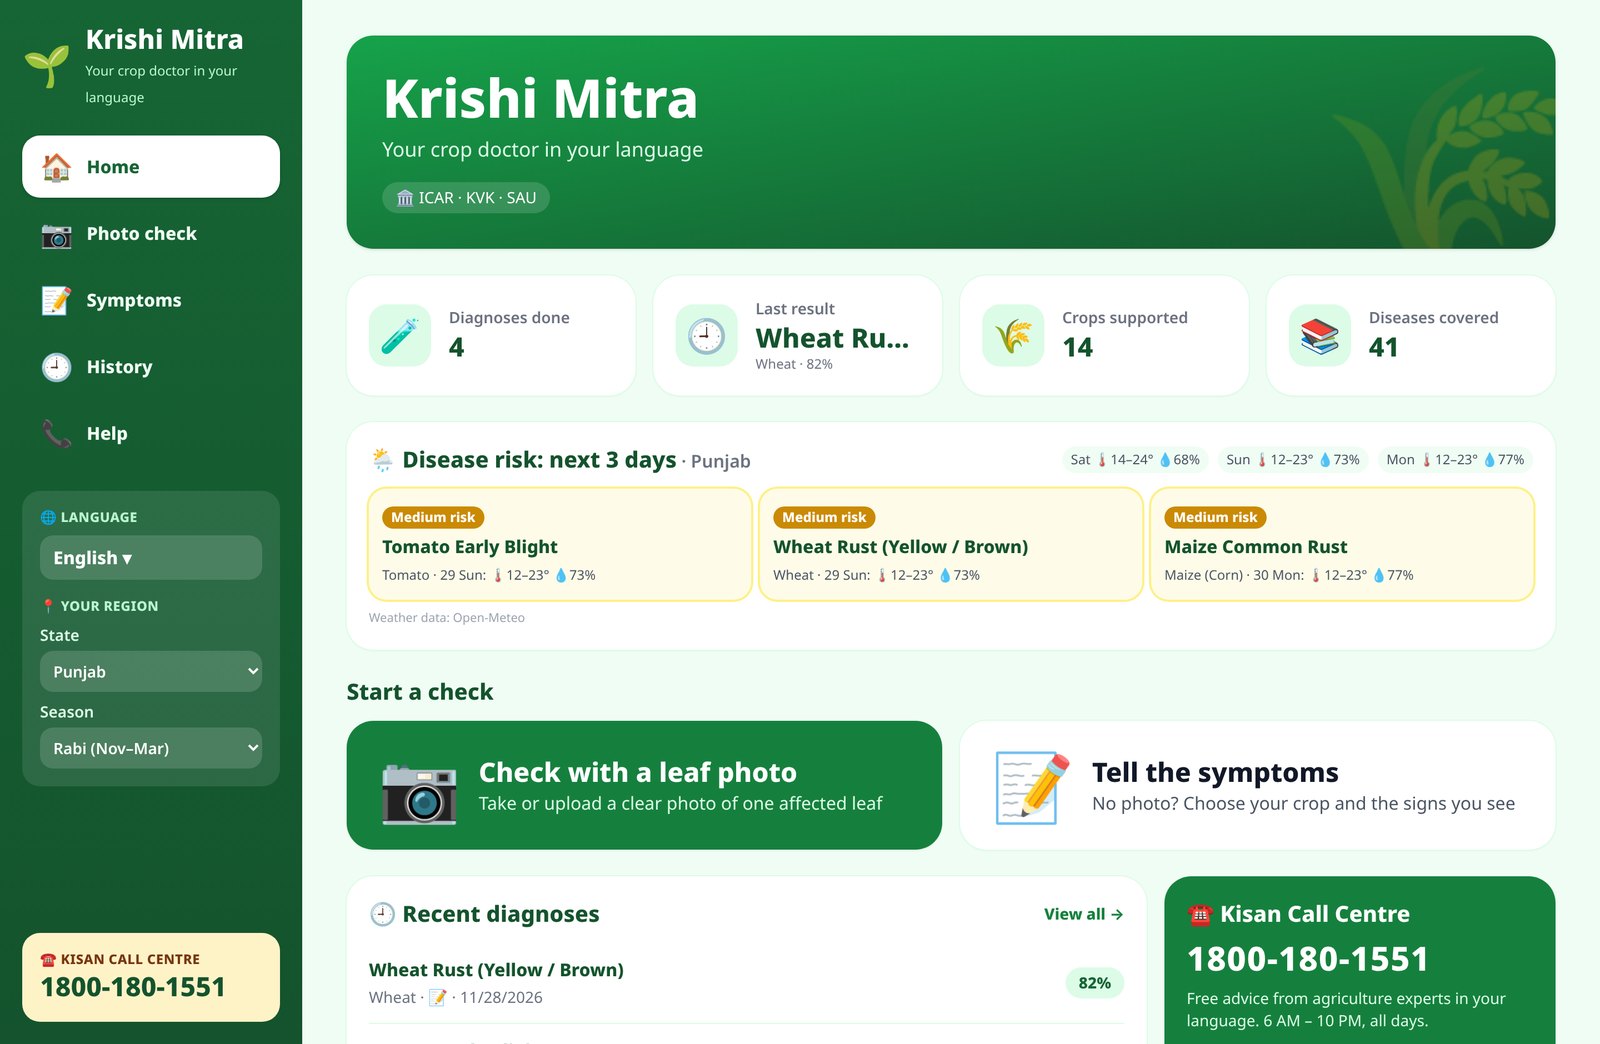 Krishi Mitra
Your crop doctor in your
language
Home
Photo check
Symptoms
History
Help
LANGUAGE
English ▾
YOUR REGION
State
Punjab
Season
Rabi (Nov–Mar)
KISAN CALL CENTRE
1800-180-1551
Krishi Mitra
Your crop doctor in your language
ICAR · KVK · SAU
Diagnoses done
4
Last result
Wheat Ru...
Wheat · 82%
Crops supported
14
Diseases covered
41
Disease risk: next 3 days · Punjab
Sat 14–24° 68%
Sun 12–23° 73%
Mon 12–23° 77%
Medium risk
Tomato Early Blight
Tomato · 29 Sun: 12–23° 73%
Medium risk
Wheat Rust (Yellow / Brown)
Wheat · 29 Sun: 12–23° 73%
Medium risk
Maize Common Rust
Maize (Corn) · 30 Mon: 12–23° 77%
Weather data: Open-Meteo
Start a check
Check with a leaf photo
Take or upload a clear photo of one affected leaf
Tell the symptoms
No photo? Choose your crop and the signs you see
Recent diagnoses
View all →
Wheat Rust (Yellow / Brown)
Wheat · 📝 · 11/28/2026
82%
Kisan Call Centre
1800-180-1551
Free advice from agriculture experts in your
language. 6 AM – 10 PM, all days.